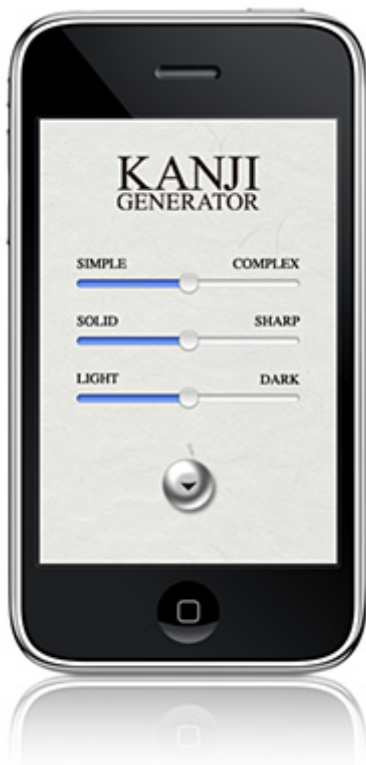 KANJI
GENERATOR
SIMPLE COMPLEX
SOLID SHARP
LIGHT DARK